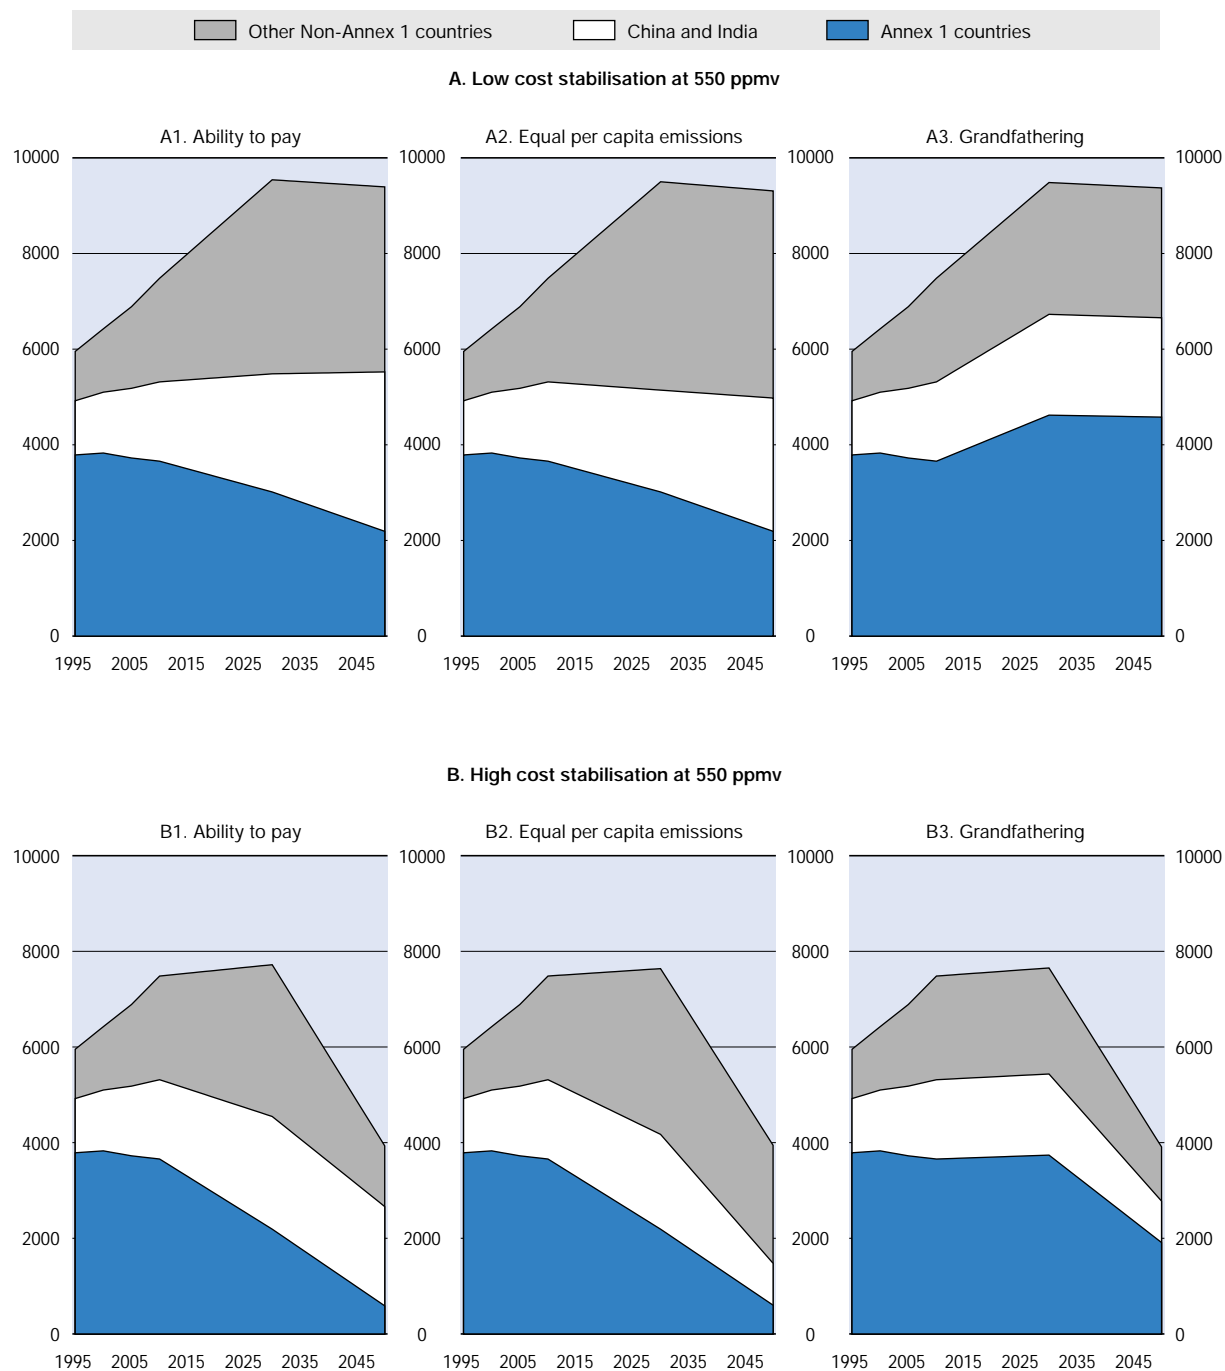 Other Non-Annex 1 countries China and India Annex 1 countries
A. Low cost stabilisation at 550 ppmv
A1. Ability to pay A2. Equal per capita emissions A3. Grandfathering
10000 10000 10000 10000
8000 8000 8000 8000
6000 6000 6000 6000
4000 4000 4000 4000
2000 2000 2000 2000
0 0 0 0
1995 2005 2015 2025 2035 2045 1995 2005 2015 2025 2035 2045 1995 2005 2015 2025 2035 2045
B. High cost stabilisation at 550 ppmv
B1. Ability to pay B2. Equal per capita emissions B3. Grandfathering
10000 10000 10000 10000
8000 8000 8000 8000
6000 6000 6000 6000
4000 4000 4000 4000
2000 2000 2000 2000
0 0 0 0
1995 2005 2015 2025 2035 2045 1995 2005 2015 2025 2035 2045 1995 2005 2015 2025 2035 2045